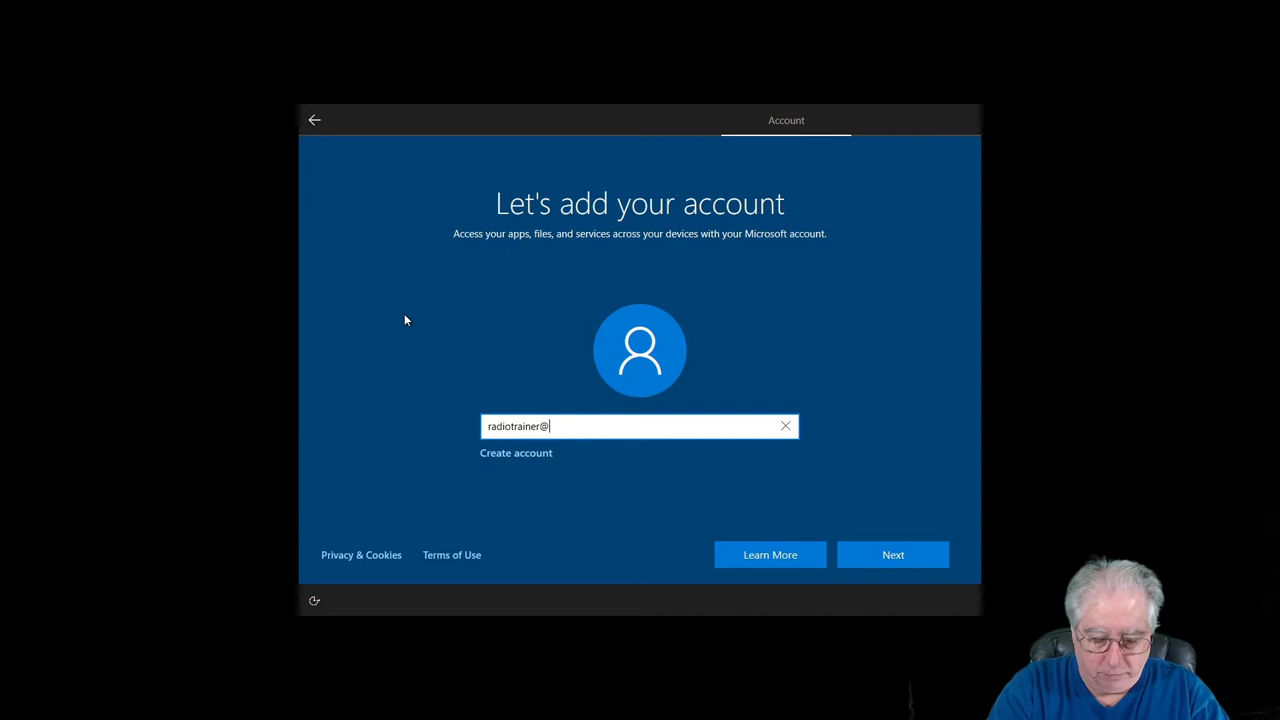 Account
Let's add your account
Access your apps, files, and services across your devices with your Microsoft account.
radiotrainer@
Create account
Privacy & Cookies
Terms of Use
Learn More
Next